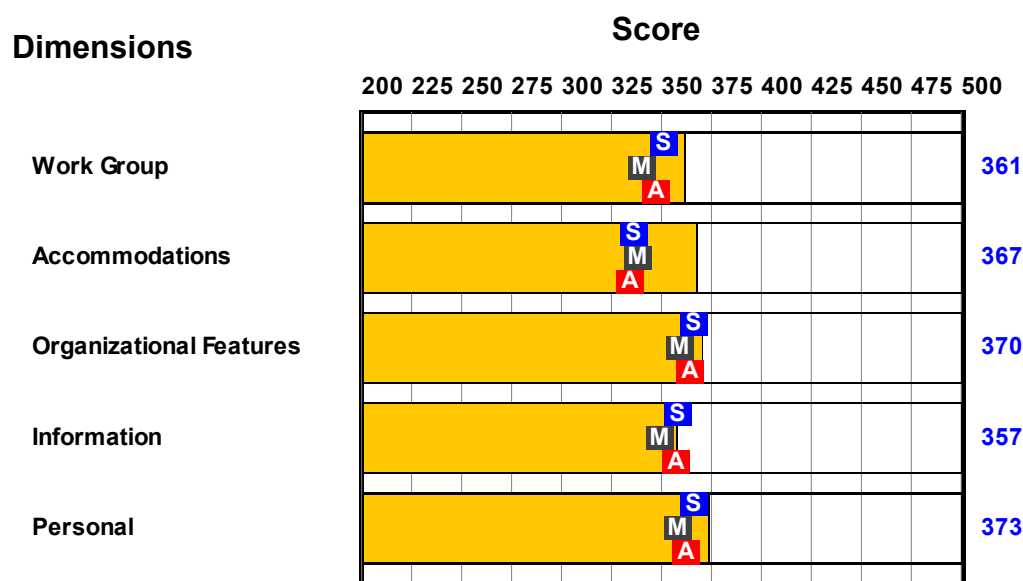 Score
Dimensions
200 225 250 275 300 325 350 375 400 425 450 475 500
S
Work Group M 361
A
S
Accommodations M 367
A
S
Organizational Features M 370
A
S
Information M 357
A
S
Personal M 373
A